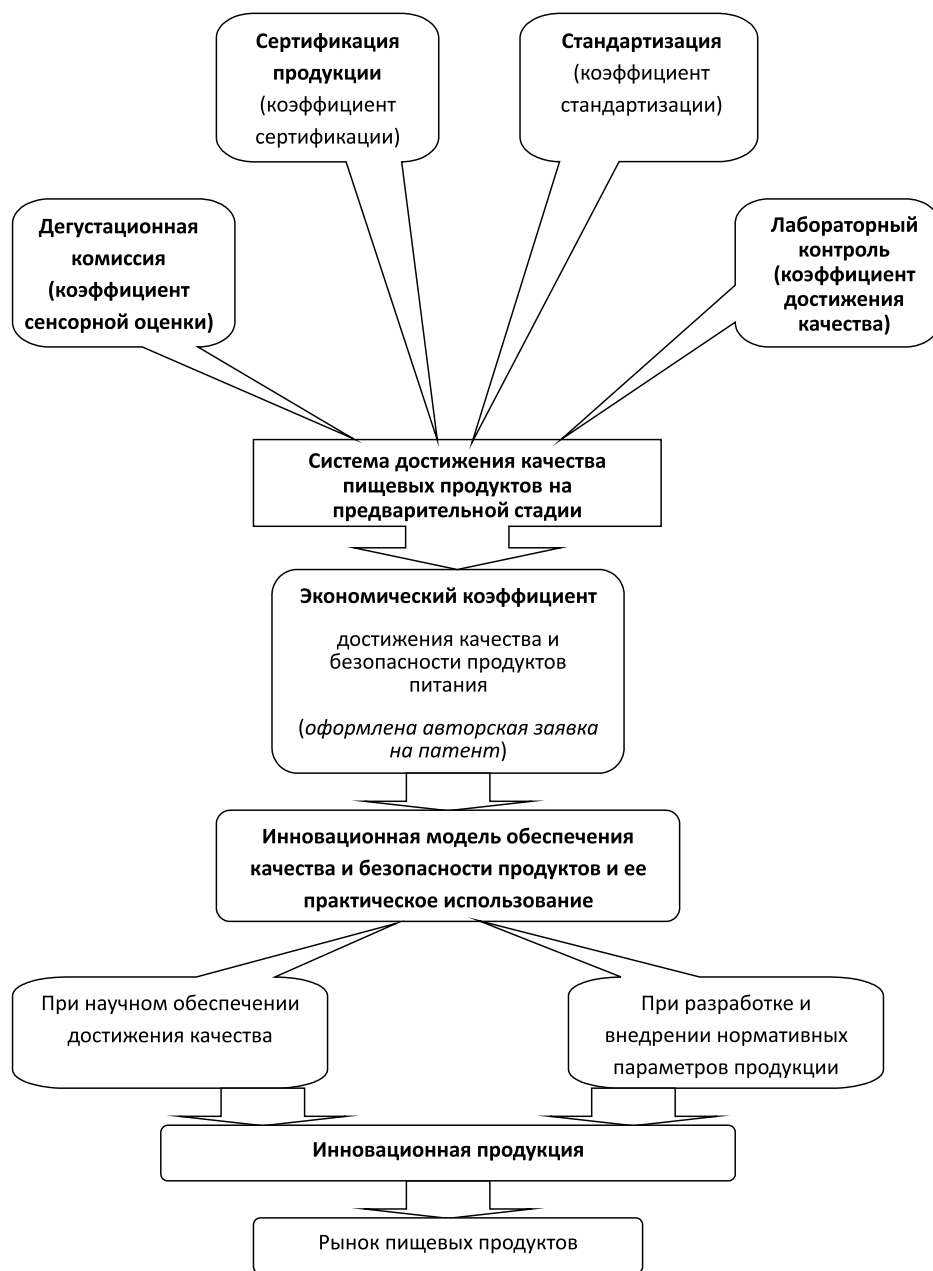 Сертификация
продукции
(коэффициент
сертификации)
Стандартизация
(коэффициент
стандартизации)
Дегустационная
комиссия
(коэффициент
сенсорной оценки)
Лабораторный
контроль
(коэффициент
достижения
качества)
Система достижения качества
пищевых продуктов на
предварительной стадии
Экономический коэффициент
достижения качества и
безопасности продуктов
питания
(оформлена авторская заявка
на патент)
Инновационная модель обеспечения
качества и безопасности продуктов и ее
практическое использование
При научном обеспечении
достижения качества
При разработке и
внедрении нормативных
параметров продукции
Инновационная продукция
Рынок пищевых продуктов